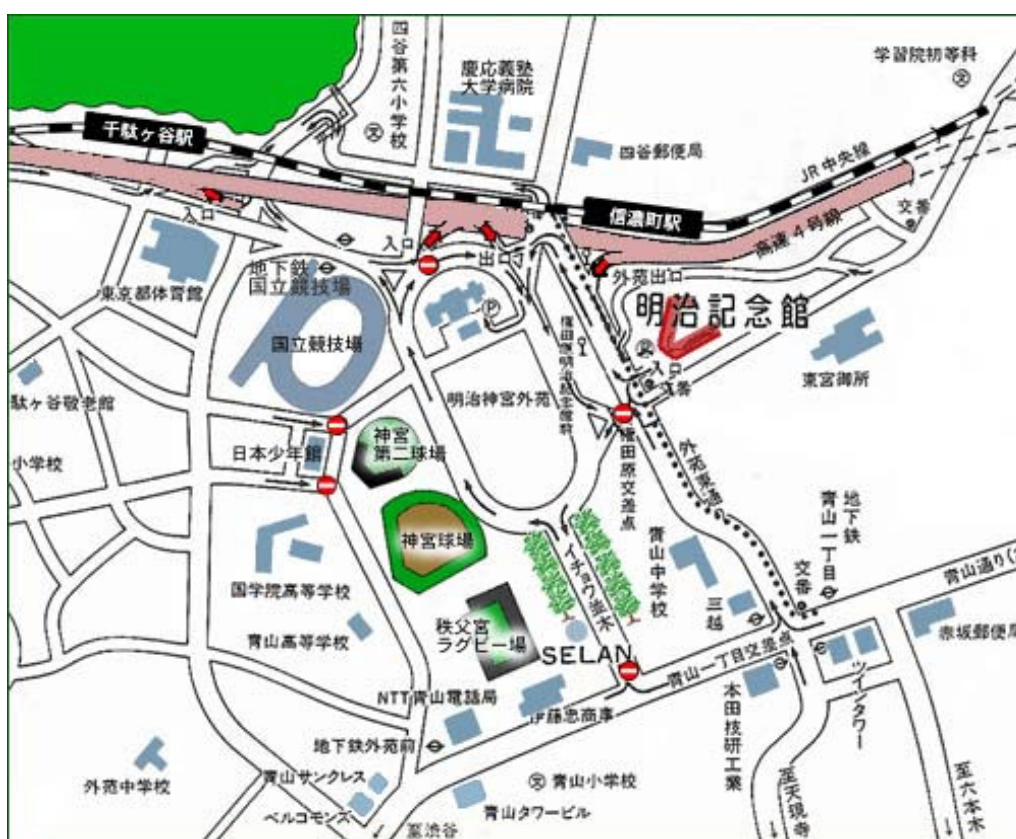 四谷第六小学校
慶応義塾
大学病院
学習院初等科
文
文
千駄ヶ谷駅
四谷郵便局
JR中央線
信濃町駅
交番
高速4号線
入口
入口
出口
外苑出口
地下鉄
国立競技場
東京都体育館
国立競技場
P
明治記念館
入口
交番
東宮御所
権田原明治記念館前
明治神宮外苑
駄ヶ谷敬老館
小学校
日本少年館
神宮
第二球場
権田原交差点
外苑東通り
地下鉄
青山一丁目
神宮球場
イチョウ並木
青山中学校
交番
青山通り
国学院高等学校
青山高等学校
三越
赤坂郵便局
秩父宮
ラグビー場
SELAN
青山一丁目交差点
ツインタワー
NTT青山電話局
伊藤忠商事
本田技研工業
地下鉄外苑前
外苑中学校
青山サンクレス
文
青山小学校
ベルコモンズ
青山タワービル
至渋谷
至天現寺
至六本木